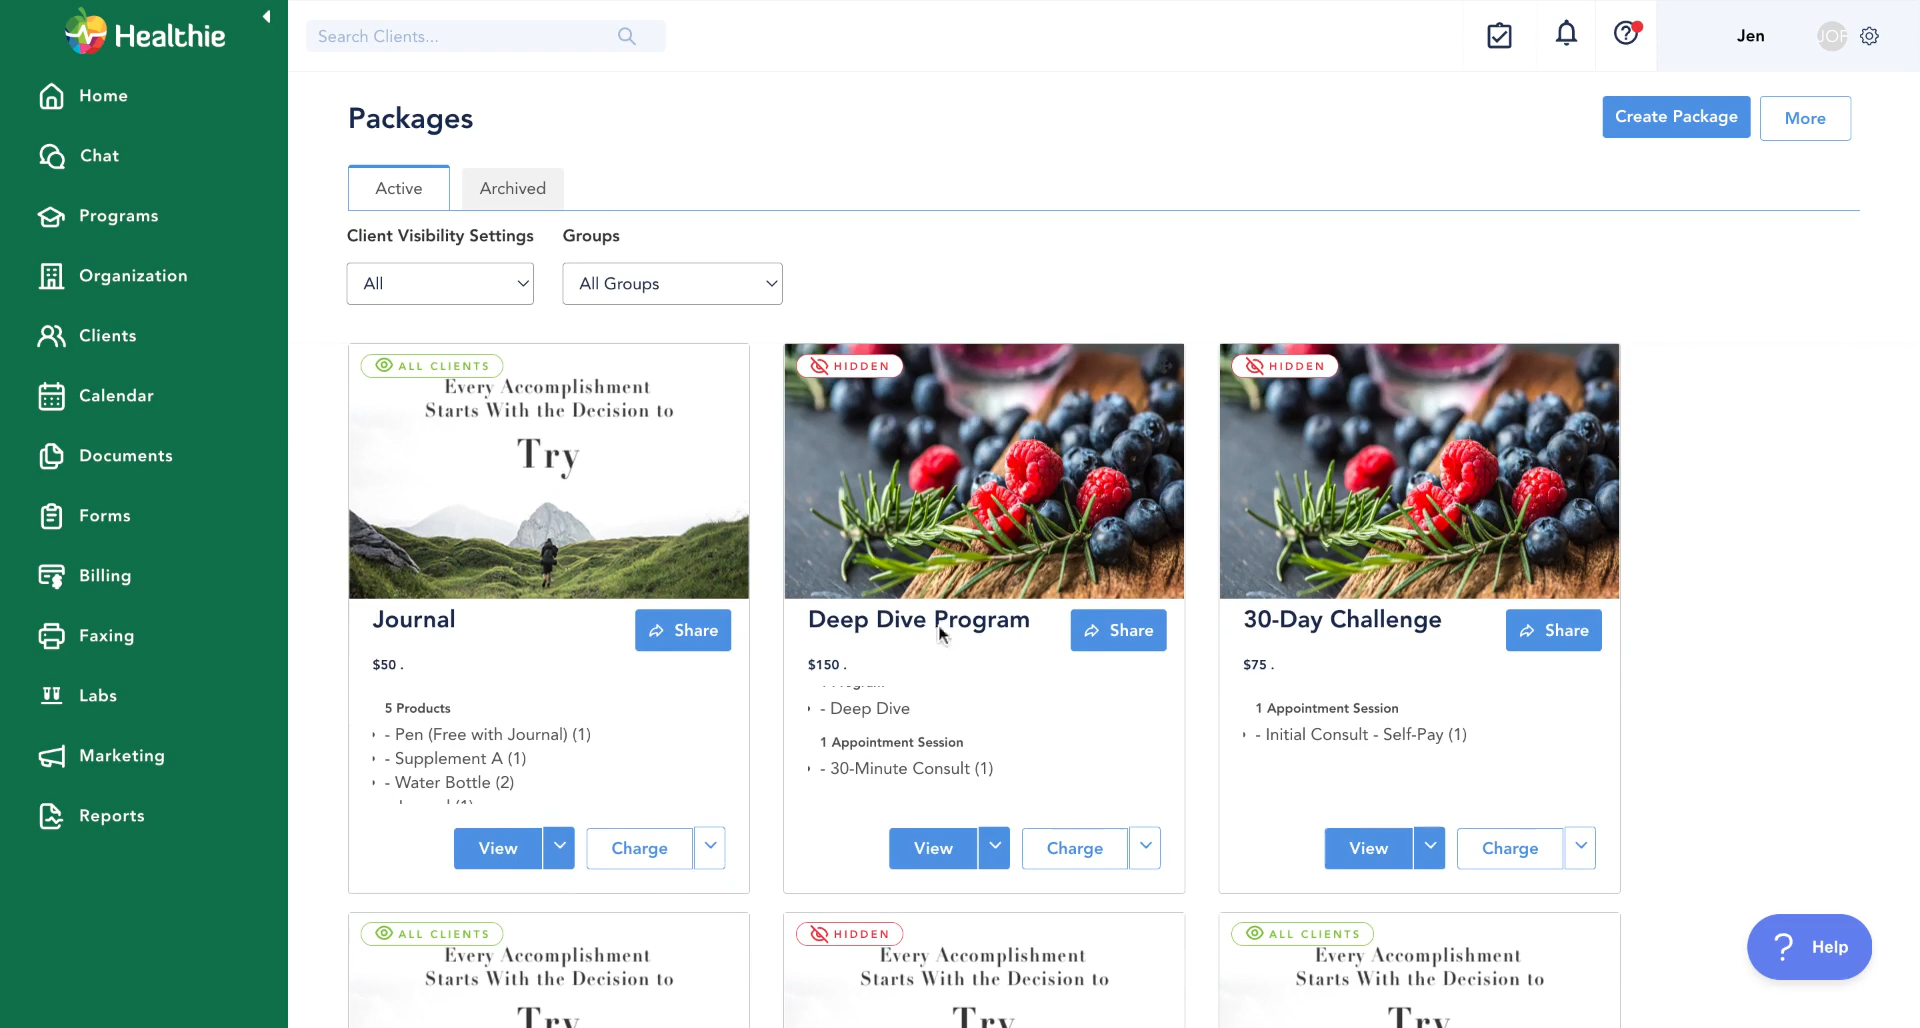 Healthie
Search Clients...
Jen
JOF
Home
Chat
Programs
Organization
Clients
Calendar
Documents
Forms
Billing
Faxing
Labs
Marketing
Reports
Packages
Create Package
More
Active
Archived
Client Visibility Settings
Groups
All
All Groups
ALL CLIENTS
Every Accomplishment
Starts With the Decision to
Try
Journal
Share
$50 .
5 Products
- Pen (Free with Journal) (1)
- Supplement A (1)
- Water Bottle (2)
View
Charge
HIDDEN
Deep Dive Program
Share
$150 .
- Deep Dive
1 Appointment Session
- 30-Minute Consult (1)
View
Charge
HIDDEN
30-Day Challenge
Share
$75 .
1 Appointment Session
- Initial Consult - Self-Pay (1)
View
Charge
ALL CLIENTS
Every Accomplishment
Starts With the Decision to
Try
HIDDEN
Every Accomplishment
Starts With the Decision to
Try
ALL CLIENTS
Every Accomplishment
Starts With the Decision to
Try
? Help